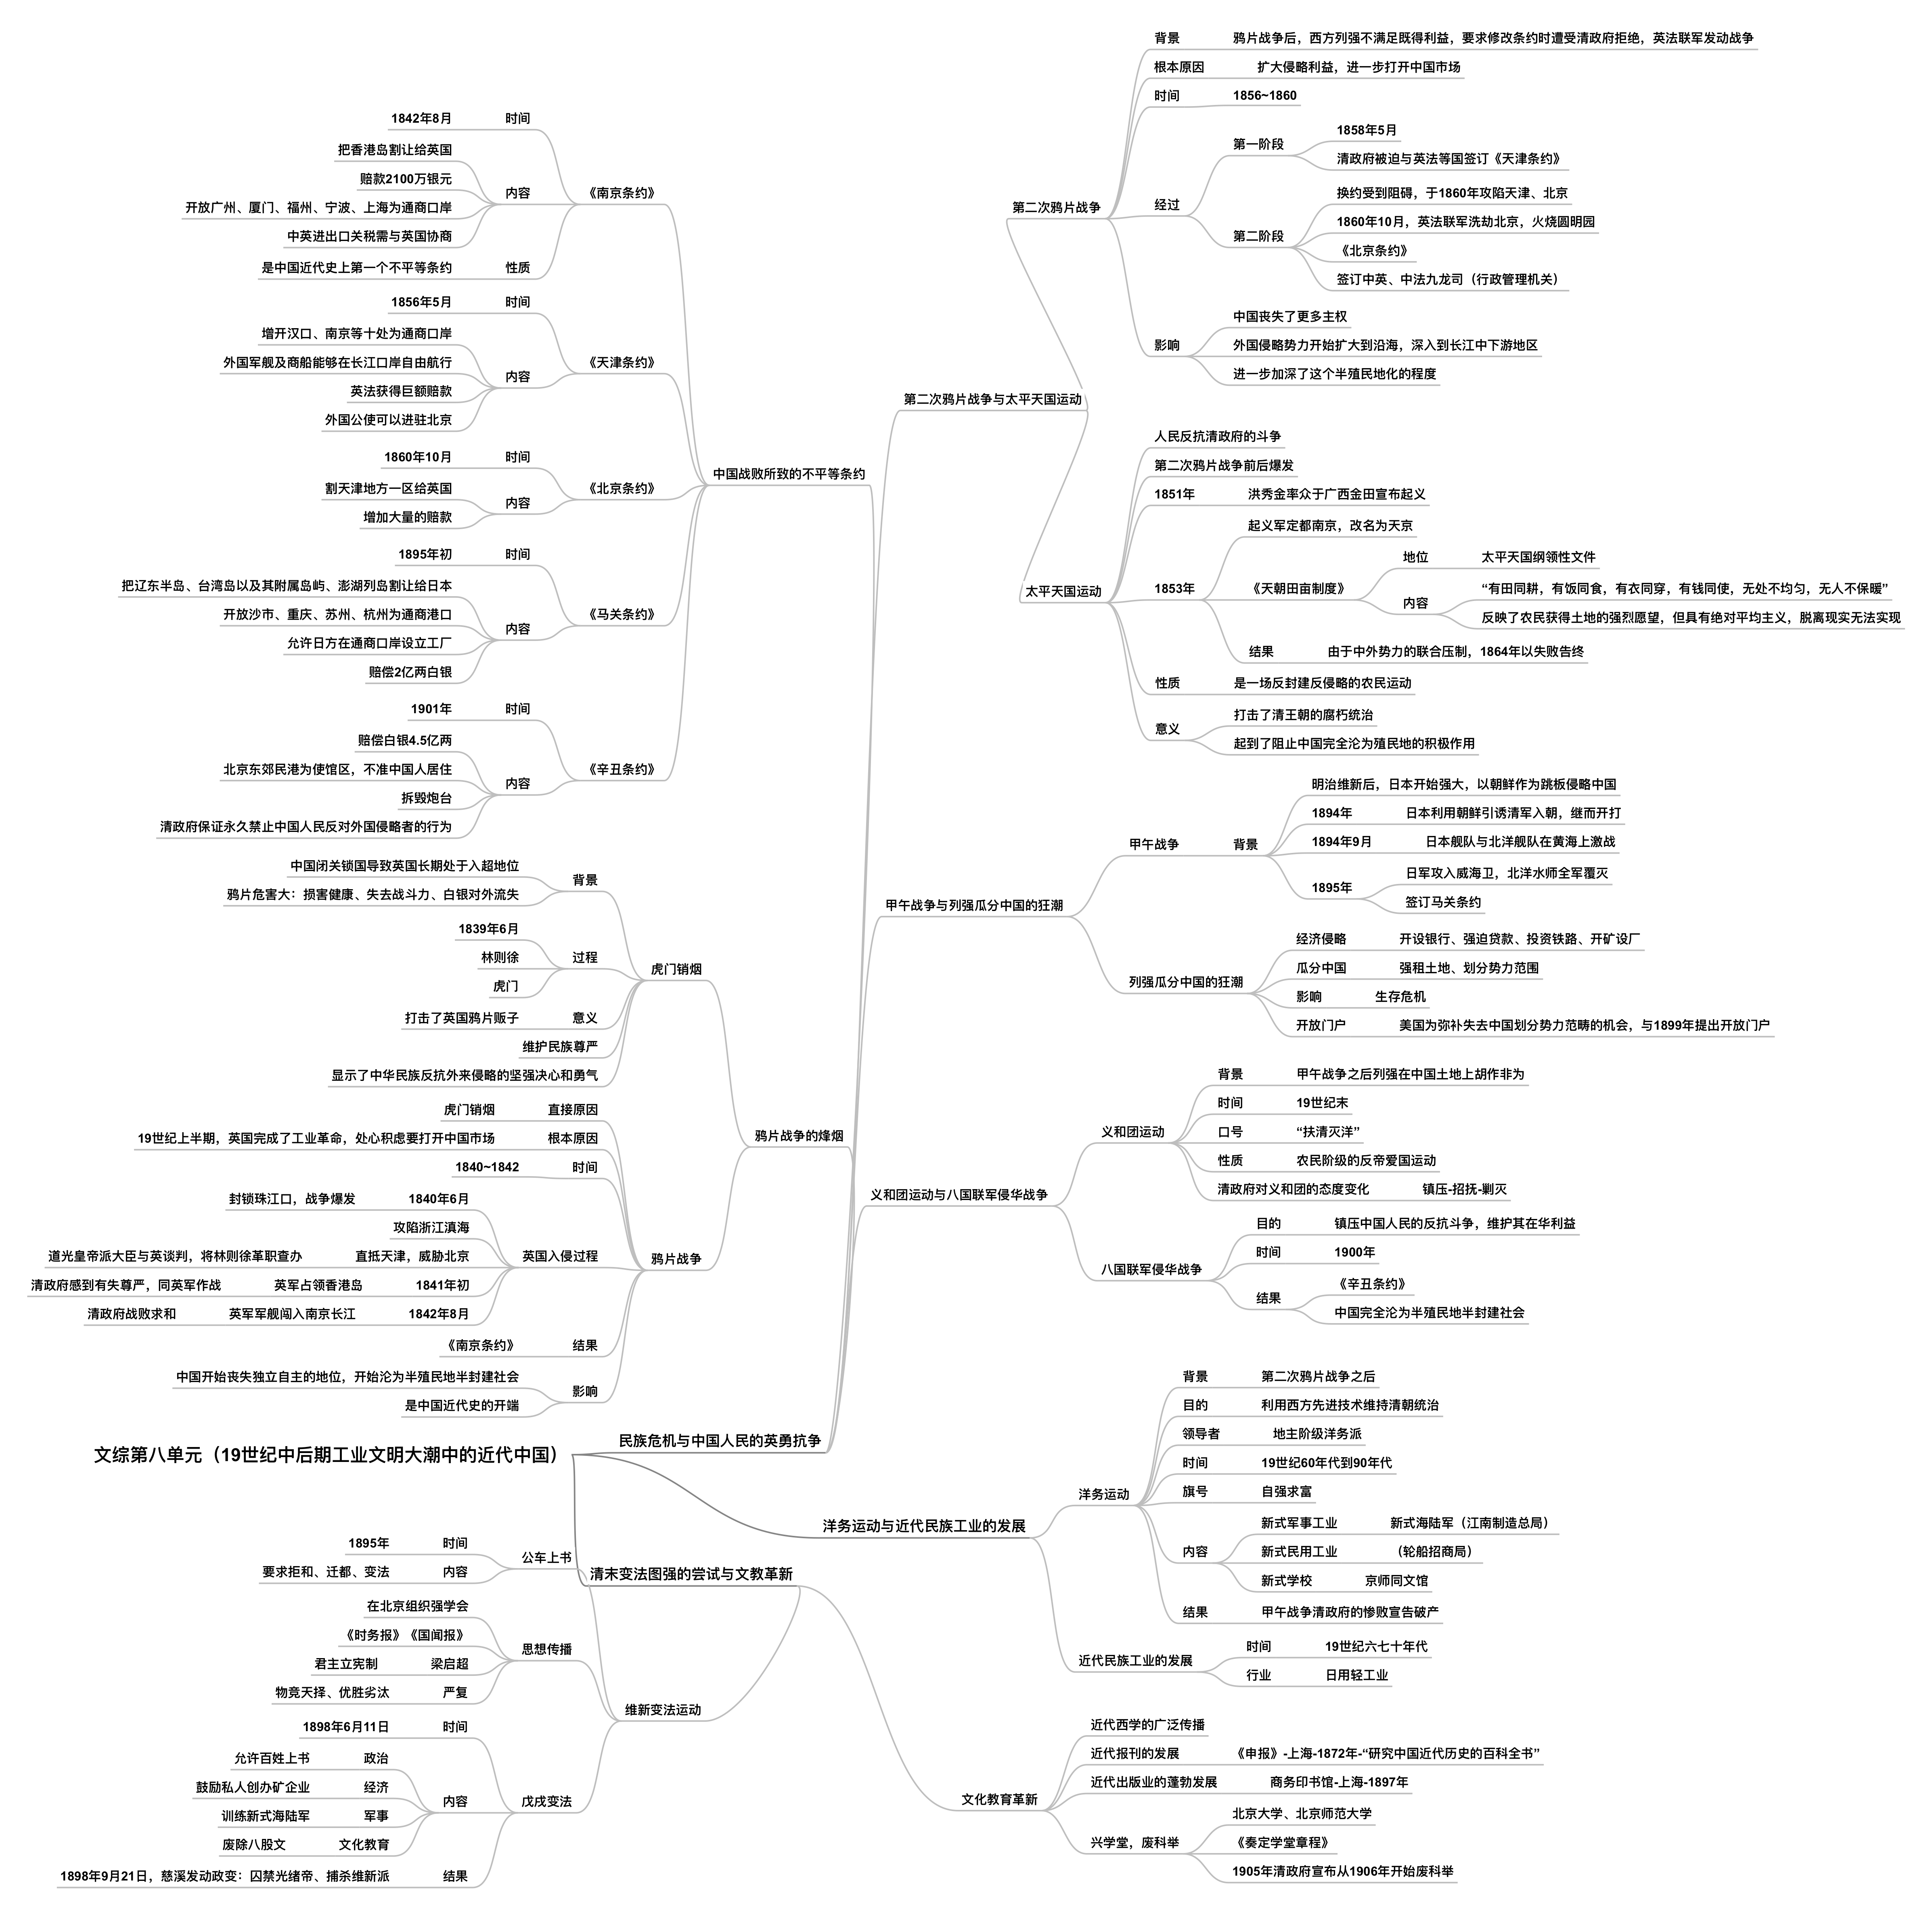 文综第八单元（19世纪中后期工业文明大潮中的近代中国）
民族危机与中国人民的英勇抗争
鸦片战争的烽烟
虎门销烟
背景
中国闭关锁国导致英国长期处于入超地位
鸦片危害大：损害健康、失去战斗力、白银对外流失
过程
1839年6月
林则徐
虎门
意义
打击了英国鸦片贩子
维护民族尊严
显示了中华民族反抗外来侵略的坚强决心和勇气
鸦片战争
直接原因
虎门销烟
根本原因
19世纪上半期，英国完成了工业革命，处心积虑要打开中国市场
时间
1840~1842
英国入侵过程
1840年6月
封锁珠江口，战争爆发
攻陷浙江滇海
直抵天津，威胁北京
道光皇帝派大臣与英谈判，将林则徐革职查办
1841年初
英军占领香港岛
清政府感到有失尊严，同英军作战
1842年8月
英军军舰闯入南京长江
清政府战败求和
结果
《南京条约》
影响
中国开始丧失独立自主的地位，开始沦为半殖民地半封建社会
是中国近代史的开端
中国战败所致的不平等条约
《南京条约》
时间
1842年8月
内容
把香港岛割让给英国
赔款2100万银元
开放广州、厦门、福州、宁波、上海为通商口岸
中英进出口关税需与英国协商
性质
是中国近代史上第一个不平等条约
《天津条约》
时间
1856年5月
内容
增开汉口、南京等十处为通商口岸
外国军舰及商船能够在长江口岸自由航行
英法获得巨额赔款
外国公使可以进驻北京
《北京条约》
时间
1860年10月
内容
割天津地方一区给英国
增加大量的赔款
《马关条约》
时间
1895年初
内容
把辽东半岛、台湾岛以及其附属岛屿、澎湖列岛割让给日本
开放沙市、重庆、苏州、杭州为通商港口
允许日方在通商口岸设立工厂
赔偿2亿两白银
《辛丑条约》
时间
1901年
内容
赔偿白银4.5亿两
北京东郊民港为使馆区，不准中国人居住
拆毁炮台
清政府保证永久禁止中国人民反对外国侵略者的行为
第二次鸦片战争与太平天国运动
第二次鸦片战争
背景
鸦片战争后，西方列强不满足既得利益，要求修改条约时遭受清政府拒绝，英法联军发动战争
根本原因
扩大侵略利益，进一步打开中国市场
时间
1856~1860
经过
第一阶段
1858年5月
清政府被迫与英法等国签订《天津条约》
第二阶段
换约受到阻碍，于1860年攻陷天津、北京
1860年10月，英法联军洗劫北京，火烧圆明园
《北京条约》
签订中英、中法九龙司（行政管理机关）
影响
中国丧失了更多主权
外国侵略势力开始扩大到沿海，深入到长江中下游地区
进一步加深了这个半殖民地化的程度
太平天国运动
人民反抗清政府的斗争
第二次鸦片战争前后爆发
1851年
洪秀金率众于广西金田宣布起义
1853年
起义军定都南京，改名为天京
《天朝田亩制度》
地位
太平天国纲领性文件
内容
“有田同耕，有饭同食，有衣同穿，有钱同使，无处不均匀，无人不保暖”
反映了农民获得土地的强烈愿望，但具有绝对平均主义，脱离现实无法实现
结果
由于中外势力的联合压制，1864年以失败告终
性质
是一场反封建反侵略的农民运动
意义
打击了清王朝的腐朽统治
起到了阻止中国完全沦为殖民地的积极作用
甲午战争与列强瓜分中国的狂潮
甲午战争
背景
明治维新后，日本开始强大，以朝鲜作为跳板侵略中国
1894年
日本利用朝鲜引诱清军入朝，继而开打
1894年9月
日本舰队与北洋舰队在黄海上激战
1895年
日军攻入威海卫，北洋水师全军覆灭
签订马关条约
列强瓜分中国的狂潮
经济侵略
开设银行、强迫贷款、投资铁路、开矿设厂
瓜分中国
强租土地、划分势力范围
影响
生存危机
开放门户
美国为弥补失去中国划分势力范畴的机会，与1899年提出开放门户
义和团运动与八国联军侵华战争
义和团运动
背景
甲午战争之后列强在中国土地上胡作非为
时间
19世纪末
口号
“扶清灭洋”
性质
农民阶级的反帝爱国运动
清政府对义和团的态度变化
镇压-招抚-剿灭
八国联军侵华战争
目的
镇压中国人民的反抗斗争，维护其在华利益
时间
1900年
结果
《辛丑条约》
中国完全沦为半殖民地半封建社会
洋务运动与近代民族工业的发展
洋务运动
背景
第二次鸦片战争之后
目的
利用西方先进技术维持清朝统治
领导者
地主阶级洋务派
时间
19世纪60年代到90年代
旗号
自强求富
内容
新式军事工业
新式海陆军（江南制造总局）
新式民用工业
（轮船招商局）
新式学校
京师同文馆
结果
甲午战争清政府的惨败宣告破产
近代民族工业的发展
时间
19世纪六七十年代
行业
日用轻工业
清末变法图强的尝试与文教革新
维新变法运动
公车上书
时间
1895年
内容
要求拒和、迁都、变法
思想传播
在北京组织强学会
《时务报》《国闻报》
梁启超
君主立宪制
严复
物竞天择、优胜劣汰
戊戌变法
时间
1898年6月11日
内容
政治
允许百姓上书
经济
鼓励私人创办矿企业
军事
训练新式海陆军
文化教育
废除八股文
结果
1898年9月21日，慈溪发动政变：囚禁光绪帝、捕杀维新派
文化教育革新
近代西学的广泛传播
近代报刊的发展
《申报》-上海-1872年-“研究中国近代历史的百科全书”
近代出版业的蓬勃发展
商务印书馆-上海-1897年
兴学堂，废科举
北京大学、北京师范大学
《奏定学堂章程》
1905年清政府宣布从1906年开始废科举